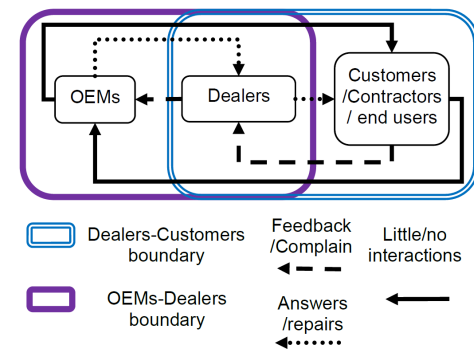 OEMs
Dealers
Customers
/Contractors
/ end users
Dealers-Customers
boundary
Feedback
/Complain
Little/no
interactions
OEMs-Dealers
boundary
Answers
/repairs